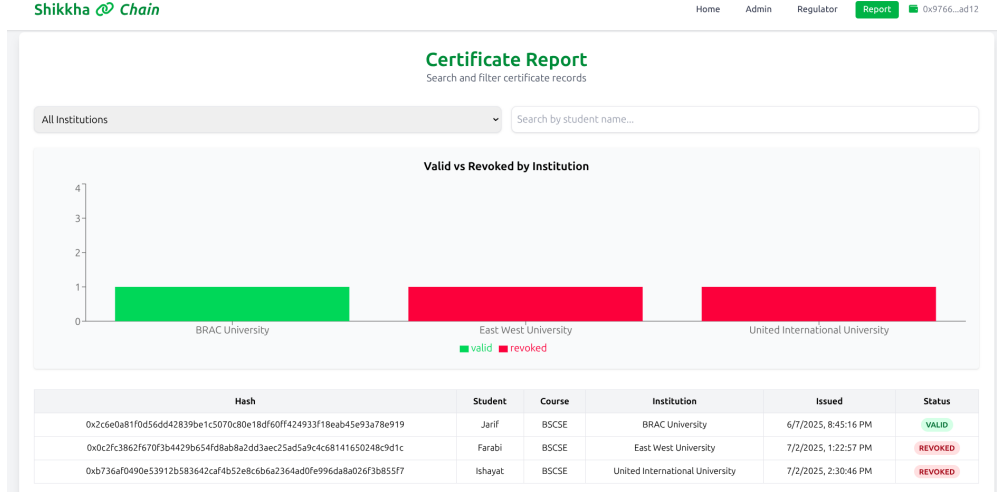 Shikkha Chain Home Admin Regulator Report 0x9766...ad12
Certificate Report
Search and filter certificate records
All Institutions Search by student name...
Valid vs Revoked by Institution
4
3
2
1
0
BRAC University East West University United International University
valid revoked
Hash Student Course Institution Issued Status
0x2c6e0a81f0d56dd42839be1c5070c80e18df60ff424933f18eab45e93a78e919 Jarif BSCSE BRAC University 6/7/2025, 8:45:16 PM VALID
0x0c2fc3862f670f3b4429b654fd8ab8a2dd3aec25ad5a9c4c68141650248c9d1c Farabi BSCSE East West University 7/2/2025, 1:22:57 PM REVOKED
0xb736af0490e53912b583642caf4b52e8c6b6a2364ad0fe996da8a026f3b855f7 Ishayat BSCSE United International University 7/2/2025, 2:30:46 PM REVOKED